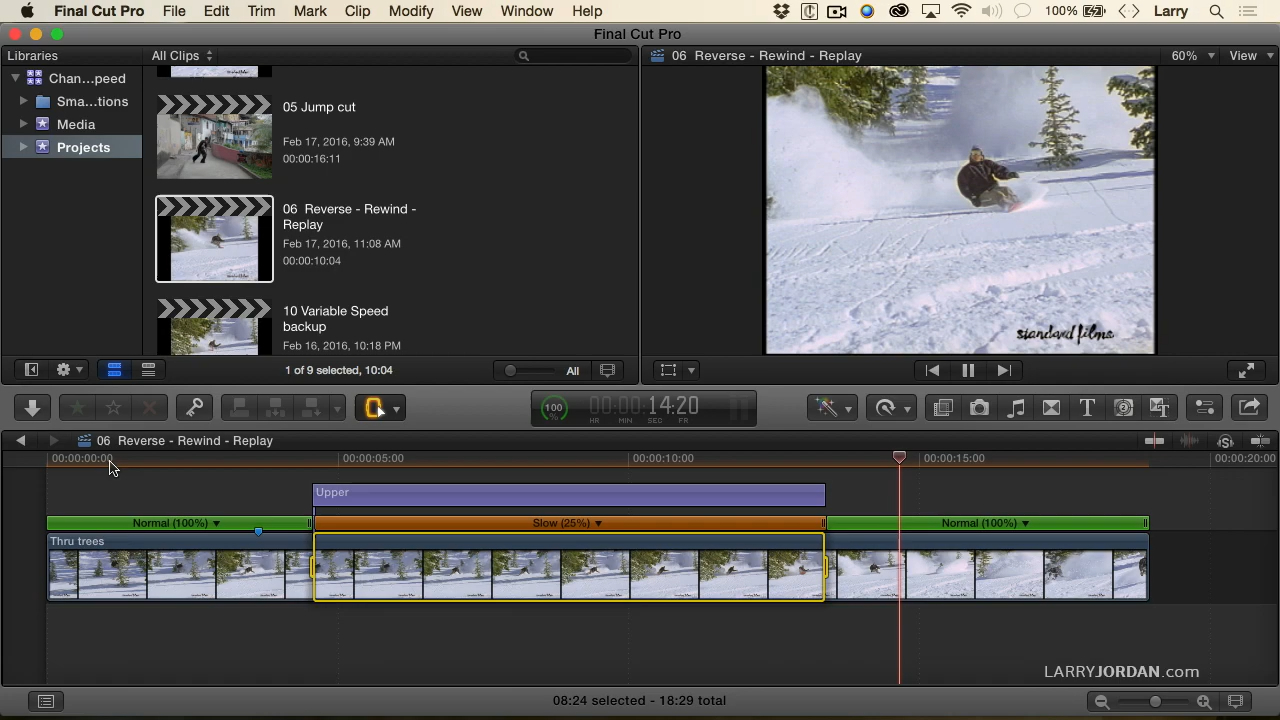 Final Cut Pro File Edit Trim Mark Clip Modify View Window Help 100% Larry
Final Cut Pro
Libraries All Clips 06 Reverse - Rewind - Replay 60% View
Chan...peed
Sma...tions
Media
Projects
05 Jump cut
Feb 17, 2016, 9:39 AM
00:00:16:11
06 Reverse - Rewind -
Replay
Feb 17, 2016, 11:08 AM
00:00:10:04
10 Variable Speed
backup
Feb 16, 2016, 10:18 PM
standard films
1 of 9 selected, 10:04 All
100 % 00:00:14:20
HR MIN SEC FR
06 Reverse - Rewind - Replay
00:00:00:00 00:00:05:00 00:00:10:00 00:00:15:00 00:00:20:00
Upper
Normal (100%) Slow (25%) Normal (100%)
Thru trees
LARRYJORDAN.com
08:24 selected - 18:29 total